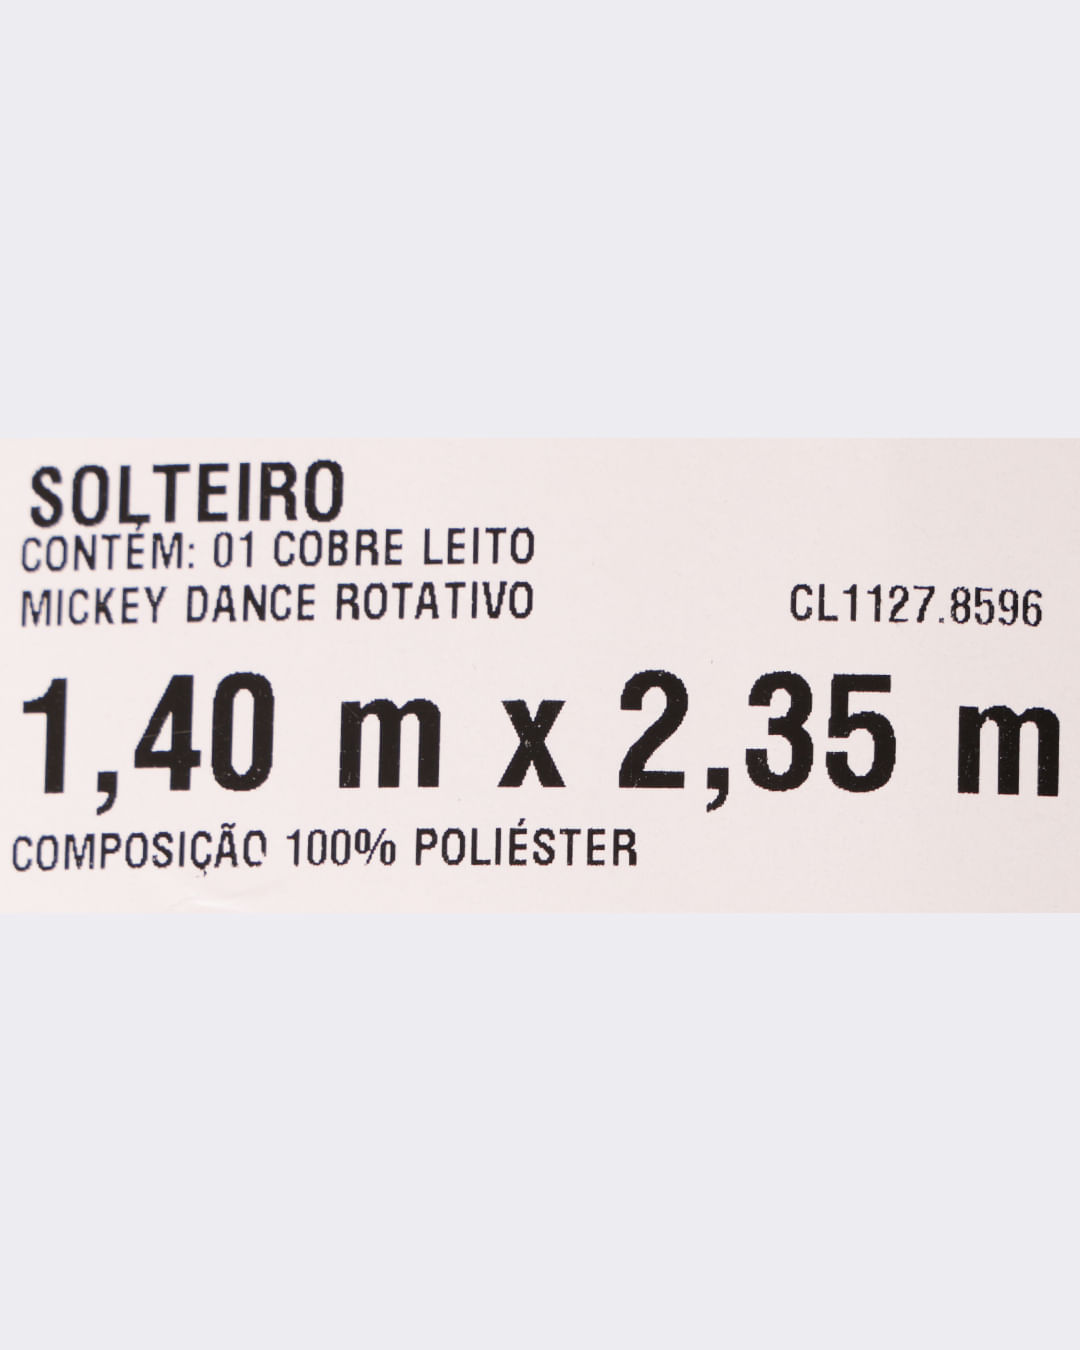 SOLTEIRO
CONTÉM: 01 COBRE LEITO
MICKEY DANCE ROTATIVO CL1127.8596
1,40 m x 2,35 m
COMPOSIÇÃO 100% POLIÉSTER